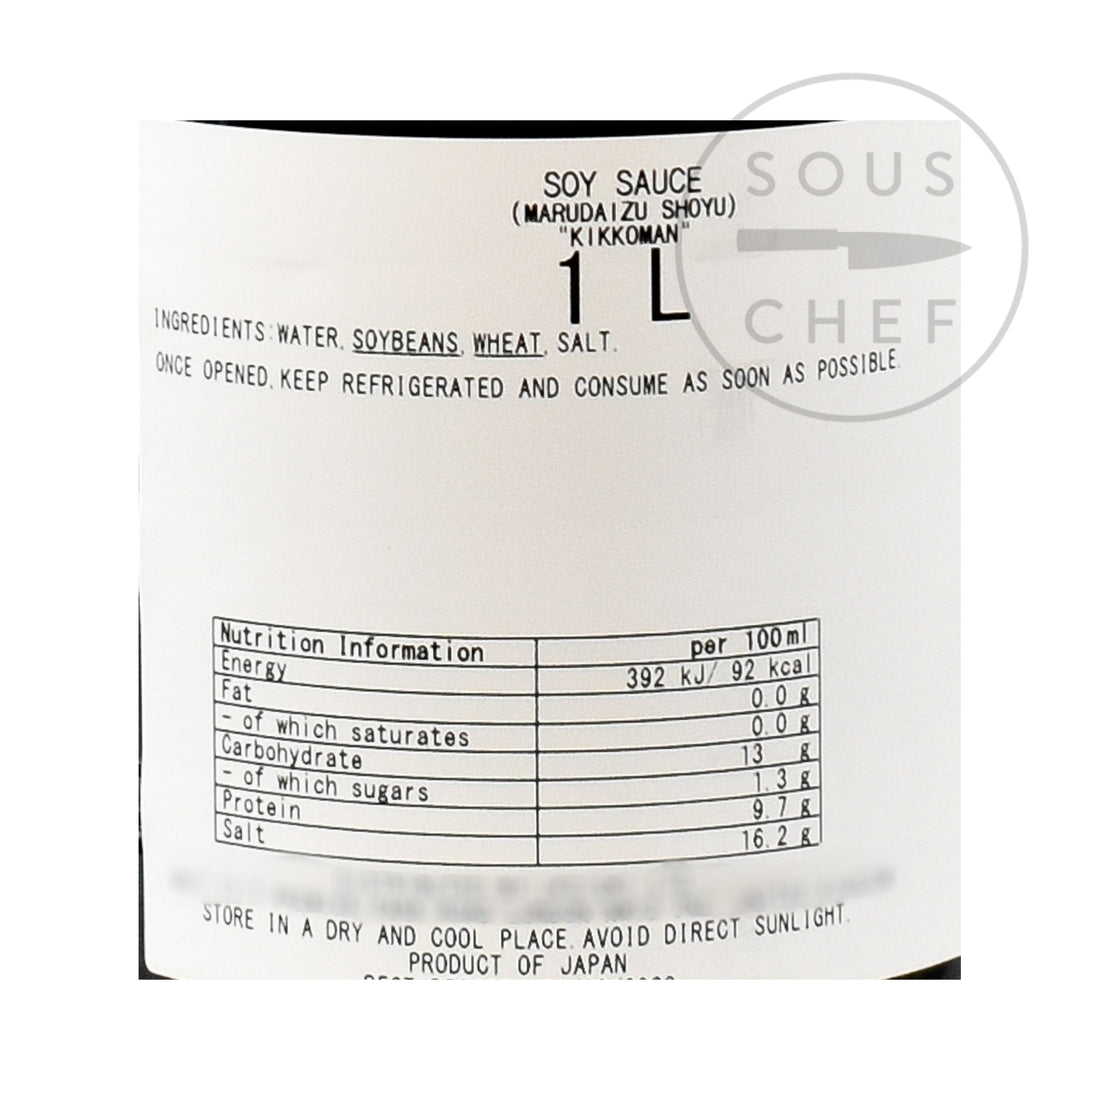 SOUS
CHEF
SOY SAUCE
(MARUDAIZU SHOYU)
"KIKKOMAN"
1 L
INGREDIENTS:WATER, SOYBEANS, WHEAT, SALT.
ONCE OPENED, KEEP REFRIGERATED AND CONSUME AS SOON AS POSSIBLE.
Nutrition Information per 100ml
Energy 392 kJ/ 92 kcal
Fat 0.0 g
- of which saturates 0.0 g
Carbohydrate 13 g
- of which sugars 1.3 g
Protein 9.7 g
Salt 16.2 g
STORE IN A DRY AND COOL PLACE. AVOID DIRECT SUNLIGHT.
PRODUCT OF JAPAN